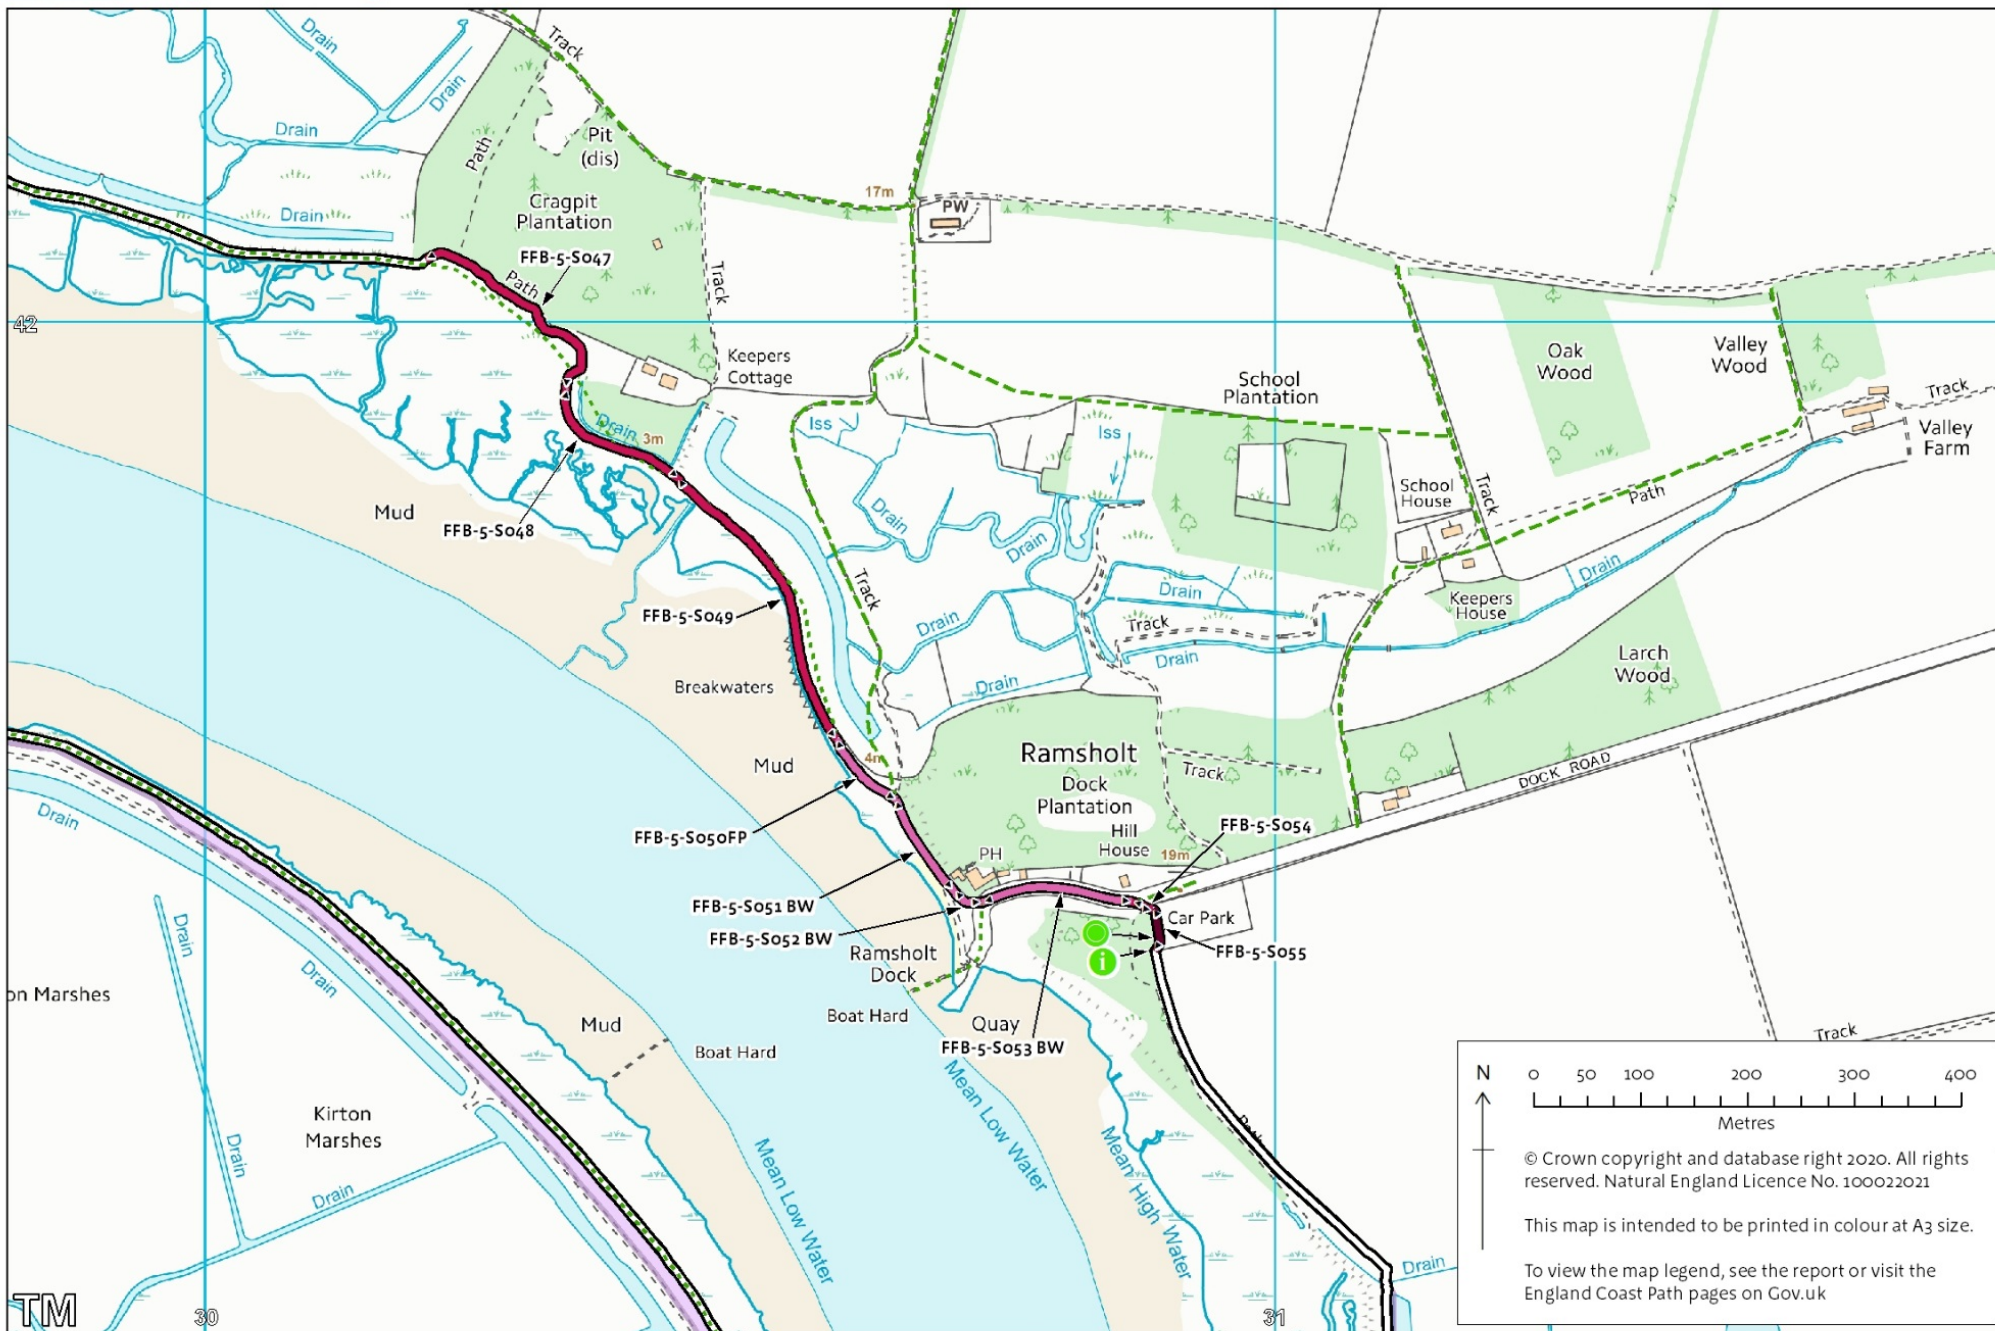 Drain
Track
Drain
Drain
Path
Pit
(dis)
17m
PW
Drain
Cragpit
Plantation
FFB-5-S047
Path
Track
42
Keepers
Cottage
Oak
Wood
Valley
Wood
School
Plantation
Track
Valley
Farm
Iss
Iss
Drain
3m
School
House
Track
Path
Mud
FFB-5-S048
Drain
Drain
Drain
Drain
Track
Keepers
House
FFB-5-S049
Drain
Track
Drain
Larch
Wood
Breakwaters
Drain
Mud
4m
Ramsholt
Dock
Plantation
Track
DOCK ROAD
Drain
FFB-5-S050FP
Hill
House
19m
FFB-5-S054
PH
FFB-5-S051 BW
FFB-5-S052 BW
Car Park
FFB-5-S055
Drain
Ramsholt
Dock
i
Drain
on Marshes
Mud
Boat Hard
Quay
FFB-5-S053 BW
Boat Hard
Track
Kirton
Marshes
Mean Low Water
Mean Low Water
Mean High Water
Path
Drain
Drain
Drain
TM
30
31
N
0 50 100 200 300 400
Metres
© Crown copyright and database right 2020. All rights
reserved. Natural England Licence No. 100022021
This map is intended to be printed in colour at A3 size.
To view the map legend, see the report or visit the
England Coast Path pages on Gov.uk